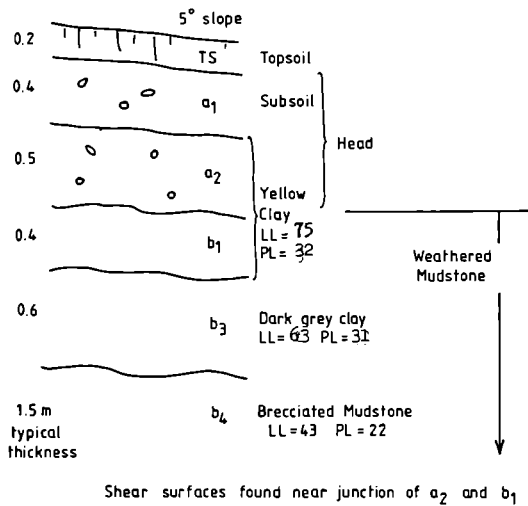 5° slope
0.2
TS
Topsoil
0.4
a1
Subsoil
Head
0.5
a2
Yellow
Clay
LL = 75
PL = 32
0.4
b1
Weathered
Mudstone
0.6
b3
Dark grey clay
LL = 63 PL = 31
1.5 m
typical
thickness
b4
Brecciated Mudstone
LL = 43 PL = 22
Shear surfaces found near junction of a2 and b1